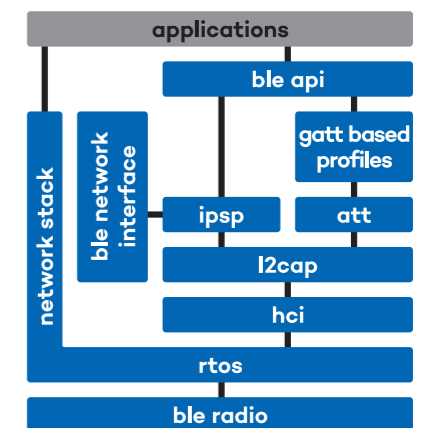 applications
ble api
network stack
ble network
interface
gatt based
profiles
ipsp
att
l2cap
hci
rtos
ble radio